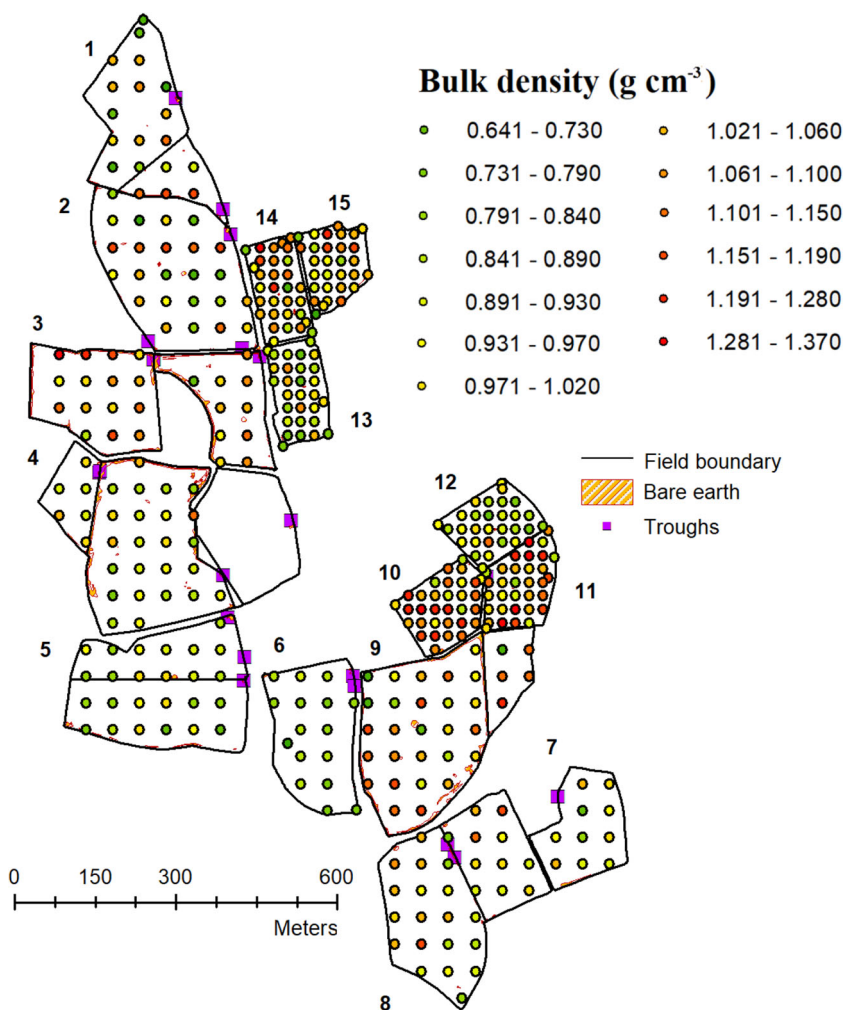 1
Bulk density (g cm-3)
0.641 - 0.730
1.021 - 1.060
0.731 - 0.790
1.061 - 1.100
0.791 - 0.840
1.101 - 1.150
0.841 - 0.890
1.151 - 1.190
0.891 - 0.930
1.191 - 1.280
0.931 - 0.970
1.281 - 1.370
0.971 - 1.020
2
14
15
3
13
4
Field boundary
Bare earth
Troughs
12
10
11
5
6
9
7
0
150
300
600
Meters
8